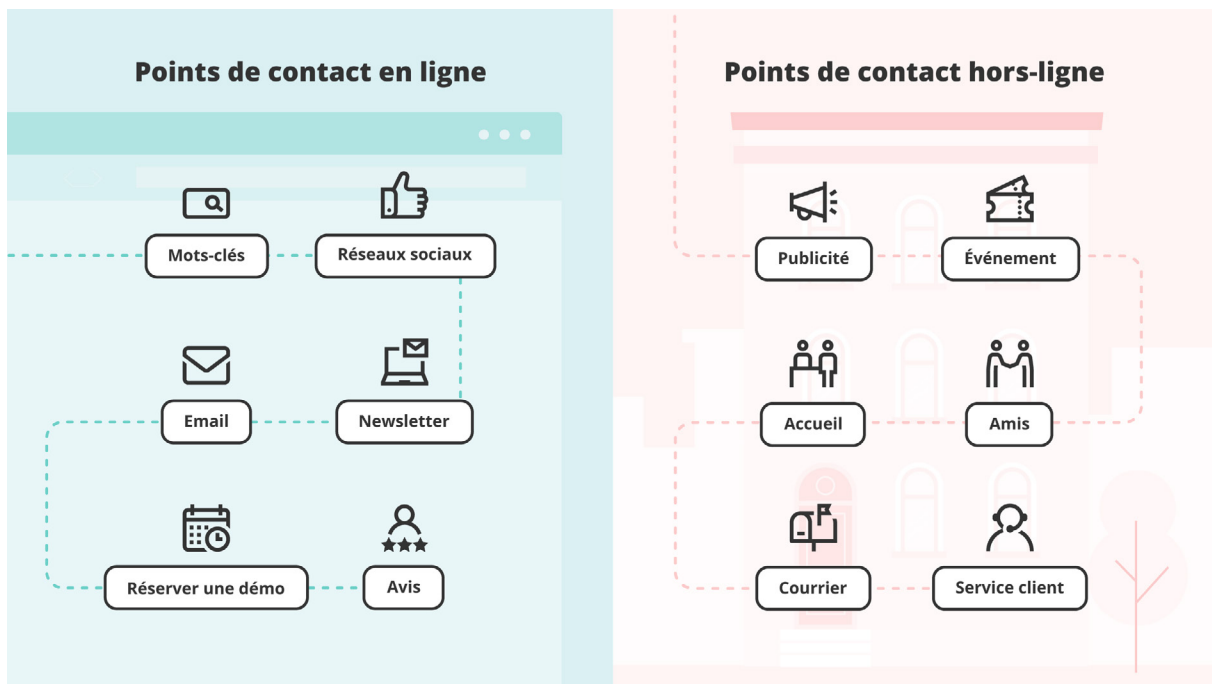 Points de contact en ligne
Mots-clés
Réseaux sociaux
Email
Newsletter
Réserver une démo
Avis
Points de contact hors-ligne
Publicité
Événement
Accueil
Amis
Courrier
Service client